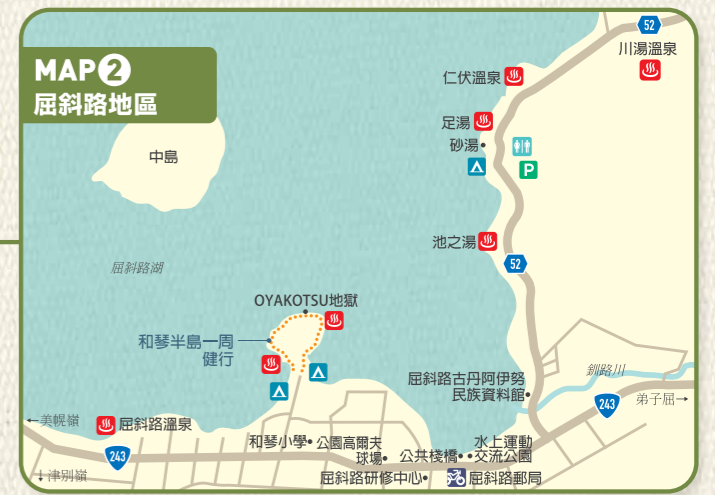 MAP❷
屈斜路地區
52
川湯溫泉
仁伏溫泉
足湯
砂湯•
P
中島
池之湯
52
屈斜路湖
OYAKOTSU地獄
和琴半島一周
健行
屈斜路古丹阿伊努
民族資料館•
釧路川
243
弟子屈→
←美幌嶺
屈斜路溫泉
243
↓津別嶺
和琴小學•
公園高爾夫
球場•
公共棧橋•
水上運動
•交流公園
屈斜路研修中心•
屈斜路郵局